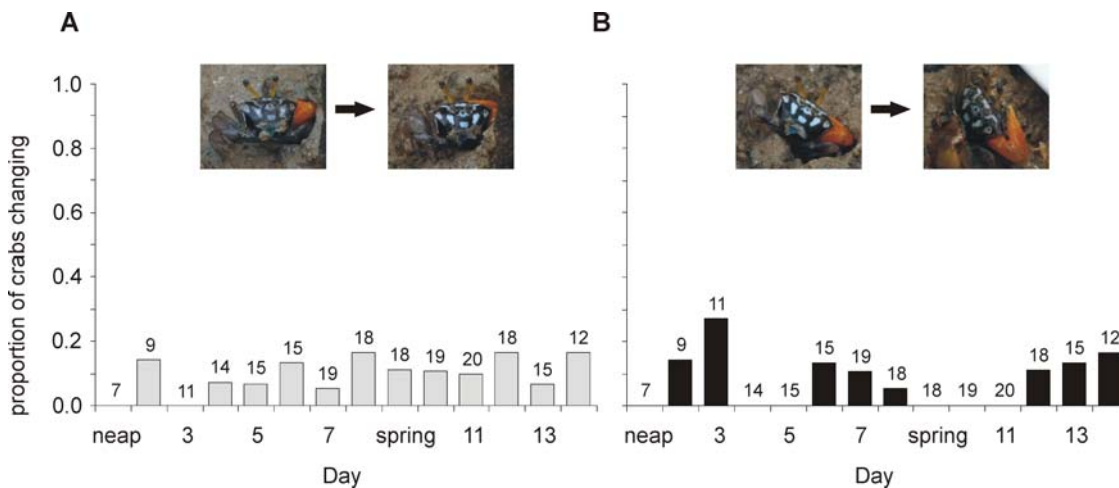 A
B
proportion of crabs changing
1.0
0.8
0.6
0.4
0.2
0.0
7 9 11 14 15 15 19 18 18 19 20 18 15 12
neap 3 5 7 spring 11 13
Day
7 9 11 14 15 15 19 18 18 19 20 18 15 12
neap 3 5 7 spring 11 13
Day